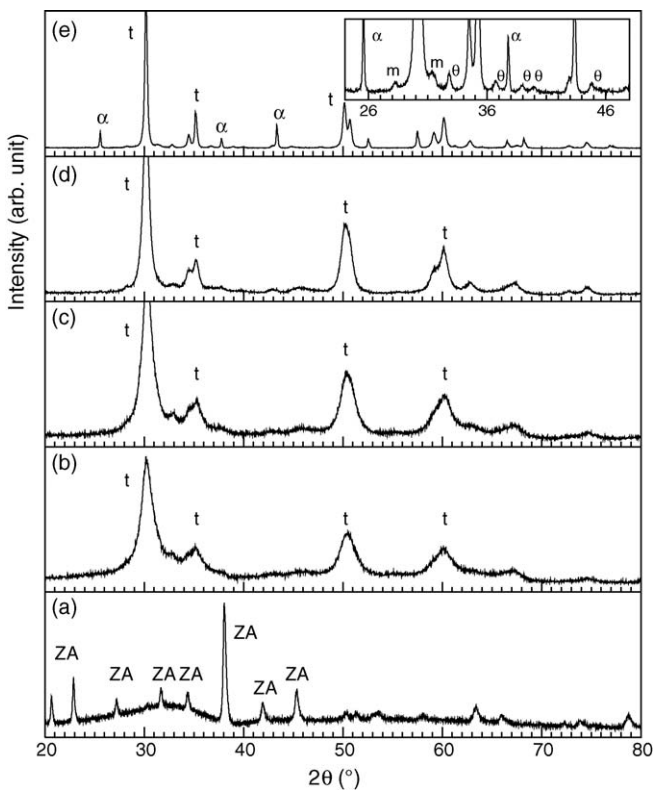 (e)
t
α
t
α
α
t
α
m
m
θ
α
θ
θ
θ
θ
26
36
46
(d)
t
t
t
t
(c)
t
t
t
t
(b)
t
t
t
t
(a)
ZA
ZA
ZA
ZA
ZA
ZA
ZA
20
30
40
50
60
70
80
2θ (°)
Intensity (arb. unit)